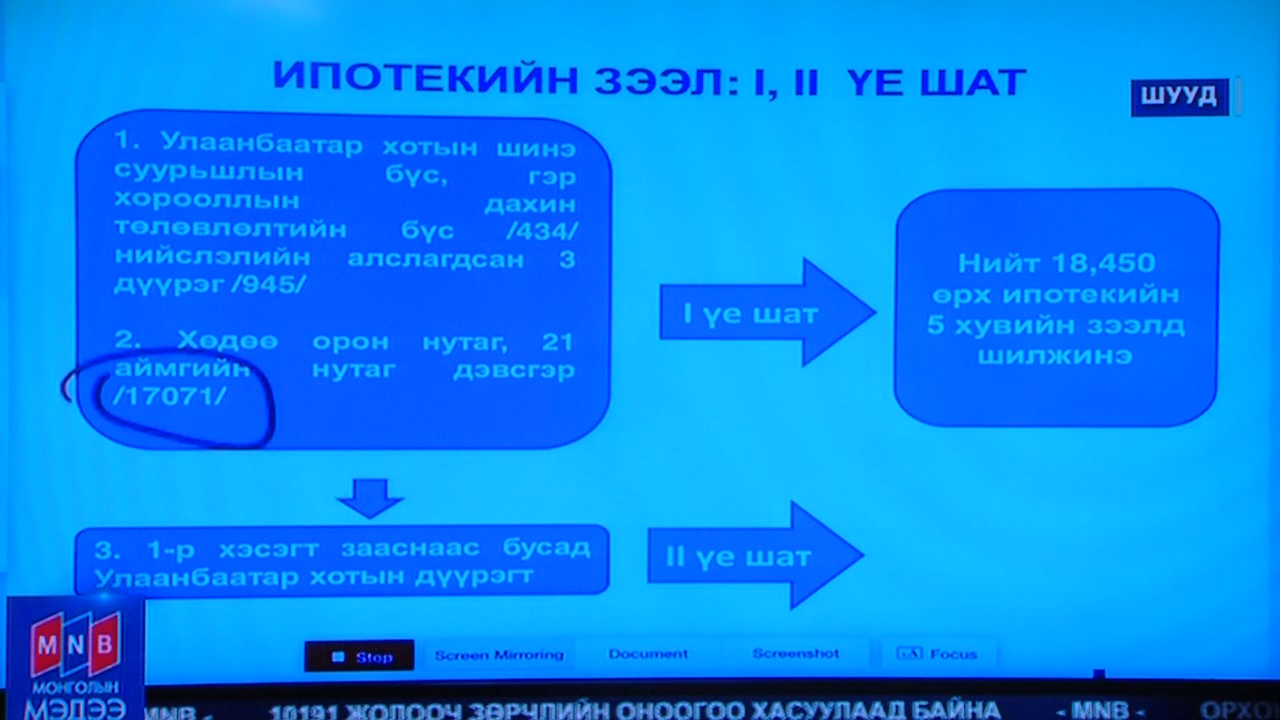 ИПОТЕКИЙН ЗЭЭЛ: I, II ҮЕ ШАТ
ШУУД
1. Улаанбаатар хотын шинэ
суурьшлын бүс, гэр
хорооллын дахин
төлөвлөлтийн бүс /434/
нийслэлийн алслагдсан 3
дүүрэг /945/
2. Хөдөө орон нутаг, 21
аймгийн нутаг дэвсгэр
/17071/
I үе шат
Нийт 18,450
өрх ипотекийн
5 хувийн зээлд
шилжинэ
3. 1-р хэсэгт зааснаас бусад
Улаанбаатар хотын дүүрэгт
II үе шат
Stop Screen Mirroring Document Screenshot Focus
MNB
МОНГОЛЫН
МЭДЭЭ
MNB - 10191 ЖОЛООЧ ЗӨРЧЛИЙН ОНООГОО ХАСУУЛААД БАЙНА - MNB -